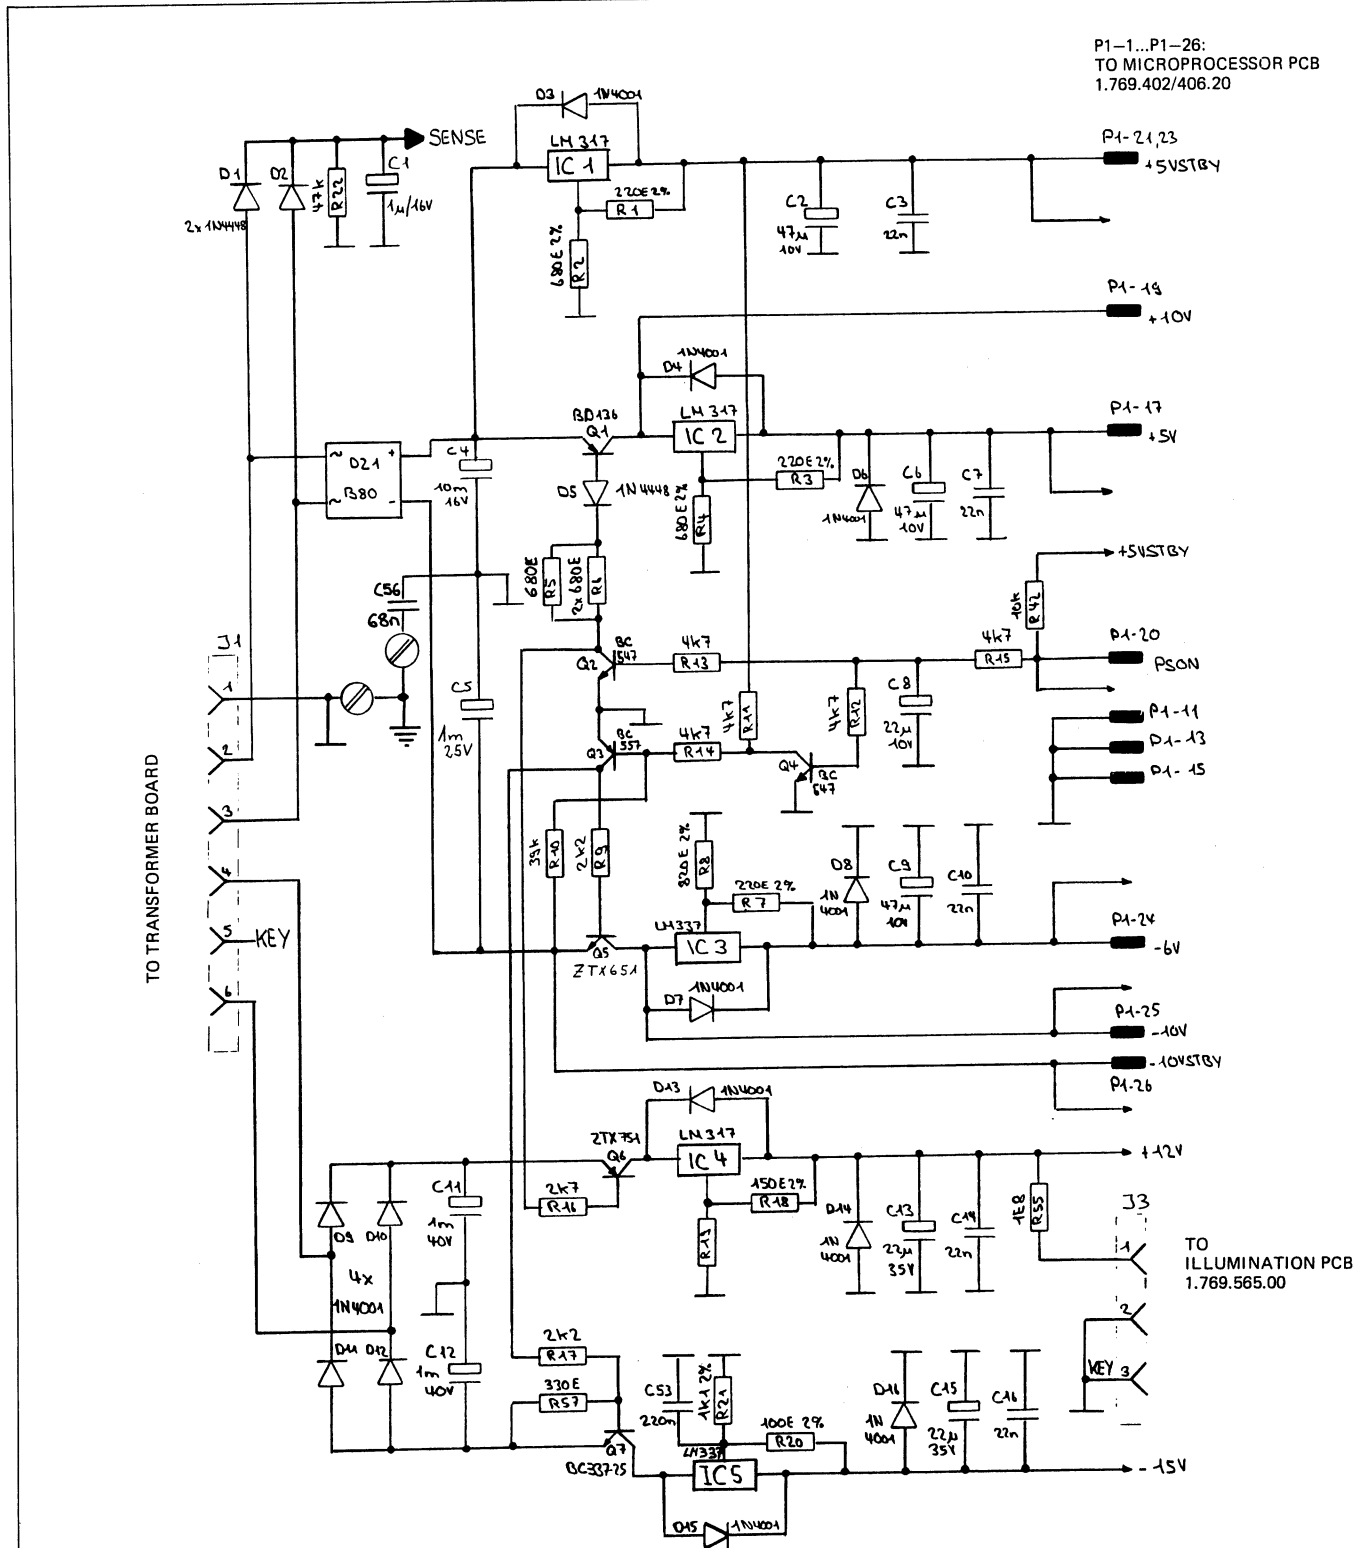 P1–1...P1–26:
TO MICROPROCESSOR PCB
1.769.402/406.20
D3
1N4001
SENSE
LM317
IC 1
P1-21,23
+5VSTBY
D1
D2
47k
R22
C1
1µ/16V
2x1N4448
220E 2%
R1
680E 2%
R2
C2
47µ
10V
C3
22n
P1-19
+10V
1N4001
D4
BD136
Q1
LM317
IC 2
P1-17
+5V
~
~
+
-
D21
B80
C4
10m
16V
D5
1N4448
220E 2%
R3
680E 2%
R4
D6
1N4001
C6
47µ
10V
C7
22n
680E
R5
2x680E
R6
+5VSTBY
10k
R42
C56
68n
J1
BC
547
Q2
4k7
R13
4k7
R15
P1-20
PSON
1
C5
1m
25V
4k7
R11
4k7
R12
C8
22µ
10V
P1-11
P1-13
P1-15
BC
557
Q3
4k7
R14
Q4
BC
547
2
3
4
5
KEY
6
TO TRANSFORMER BOARD
39k
R10
2k2
R9
820E 2%
R8
220E 2%
R7
D8
1N
4001
C9
47µ
10V
C10
22n
LM337
IC 3
Q5
ZTX651
P1-24
-6V
D7
1N4001
P1-25
-10V
-10VSTBY
P1-26
D13
1N4001
ZTX751
Q6
LM317
IC 4
+12V
2k7
R16
150E 2%
R18
R19
C11
1m
40V
D9
D10
4x
1N4001
D14
1N
4001
C13
22µ
35V
C14
22n
1E8
R55
J3
1
2
KEY 3
TO
ILLUMINATION PCB
1.769.565.00
D11
D12
C12
1m
40V
2k2
R17
330E
R57
C53
220n
1k1 2%
R21
100E 2%
R20
D16
1N
4001
C15
22µ
35V
C16
22n
Q7
BC337-25
LM337
IC 5
-15V
D15
1N4001